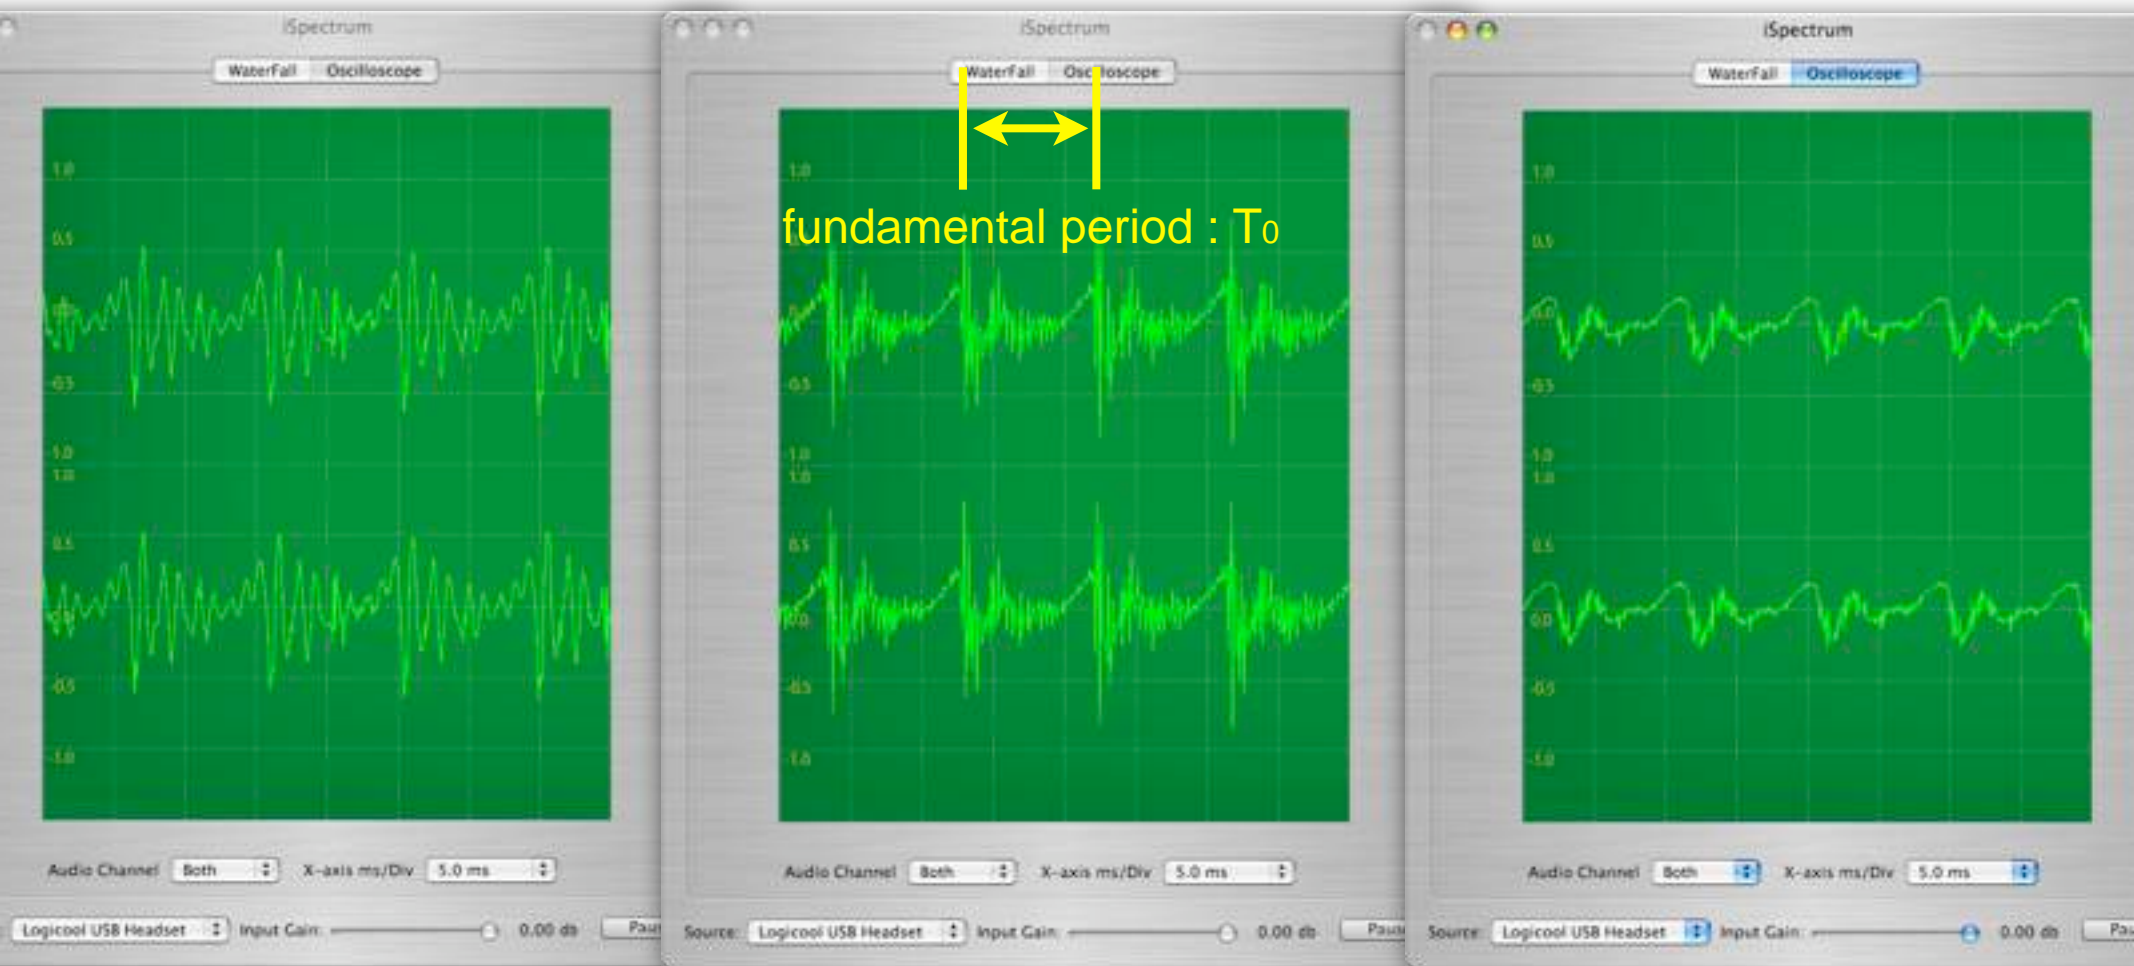 iSpectrum
WaterFall Oscilloscope
1.0
0.5
0.0
-0.5
-1.0
1.0
0.5
0.0
-0.5
-1.0
Audio Channel Both X-axis ms/Div 5.0 ms
Logicool USB Headset Input Gain: 0.00 db
iSpectrum
WaterFall Oscilloscope
fundamental period : T0
1.0
0.0
-0.5
-1.0
1.0
0.5
0.0
-0.5
-1.0
Audio Channel Both X-axis ms/Div 5.0 ms
Source: Logicool USB Headset Input Gain: 0.00 db
iSpectrum
WaterFall Oscilloscope
1.0
0.5
0.0
-0.5
-1.0
1.0
0.5
0.0
-0.5
-1.0
Audio Channel Both X-axis ms/Div 5.0 ms
Source: Logicool USB Headset Input Gain: 0.00 db